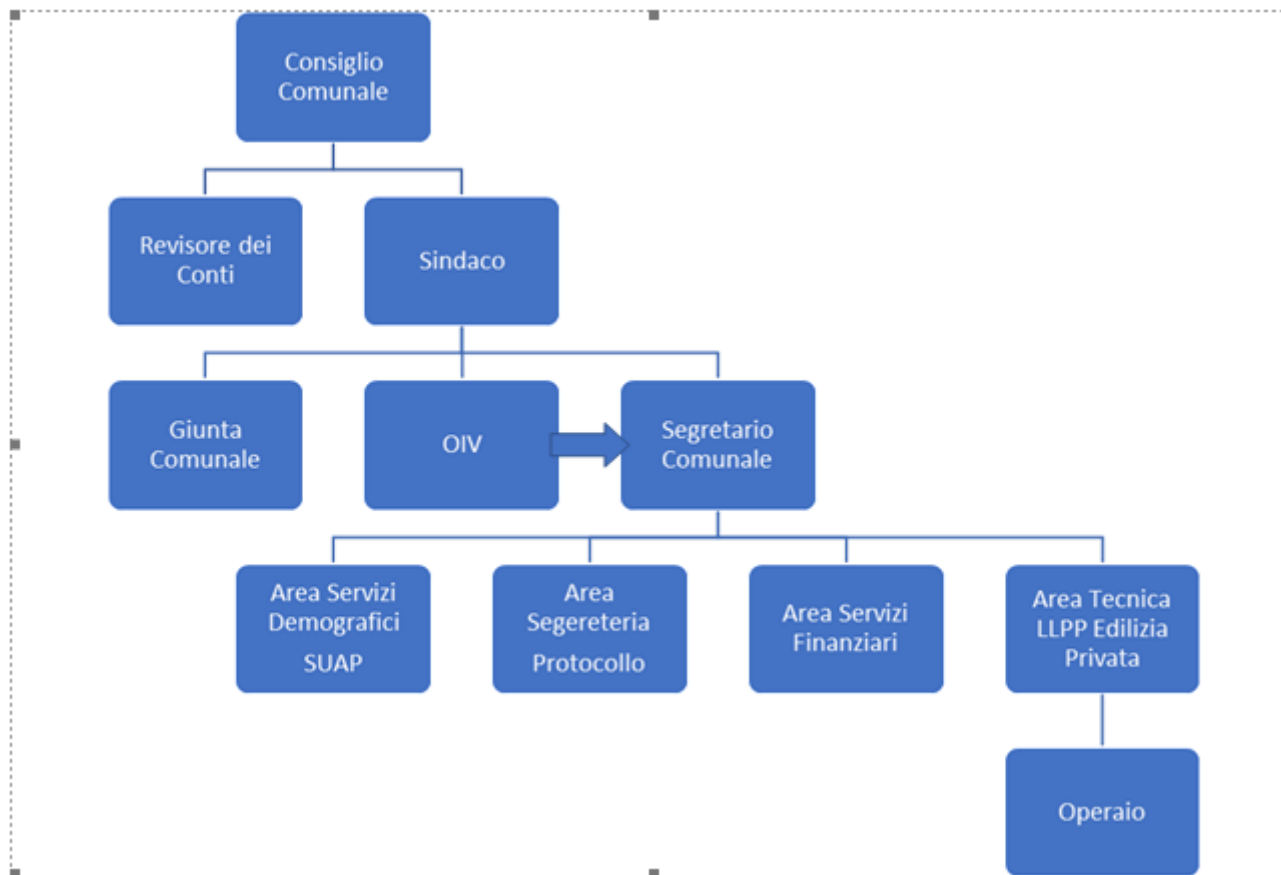 Consiglio
Comunale
Revisore dei
Conti
Sindaco
Giunta
Comunale
OIV
Segretario
Comunale
Area Servizi
Demografici
SUAP
Area
Segereteria
Protocollo
Area Servizi
Finanziari
Area Tecnica
LLPP Edilizia
Privata
Operaio